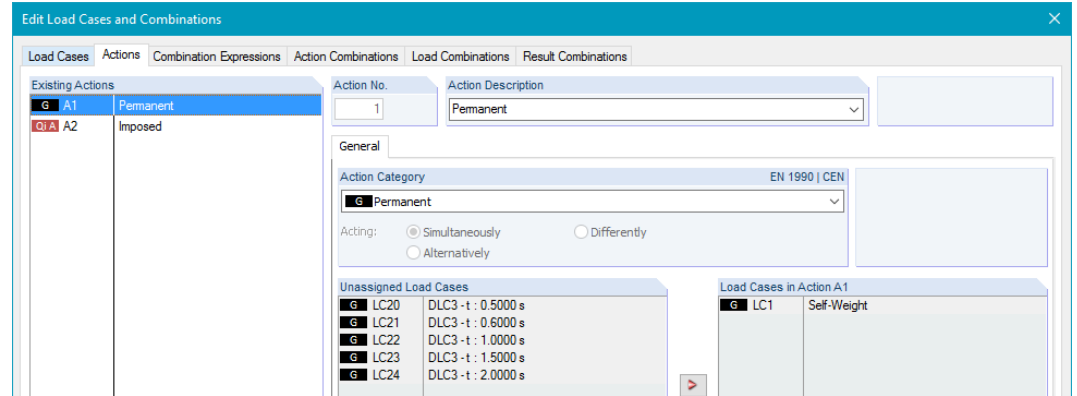 Edit Load Cases and Combinations
Load Cases Actions Combination Expressions Action Combinations Load Combinations Result Combinations
Existing Actions
G A1 Permanent
Qi A A2 Imposed
Action No.
1
Action Description
Permanent
General
Action Category EN 1990 | CEN
G Permanent
Acting: Simultaneously Differently
Alternatively
Unassigned Load Cases
G LC20 DLC3 - t : 0.5000 s
G LC21 DLC3 - t : 0.6000 s
G LC22 DLC3 - t : 1.0000 s
G LC23 DLC3 - t : 1.5000 s
G LC24 DLC3 - t : 2.0000 s
>
Load Cases in Action A1
G LC1 Self-Weight